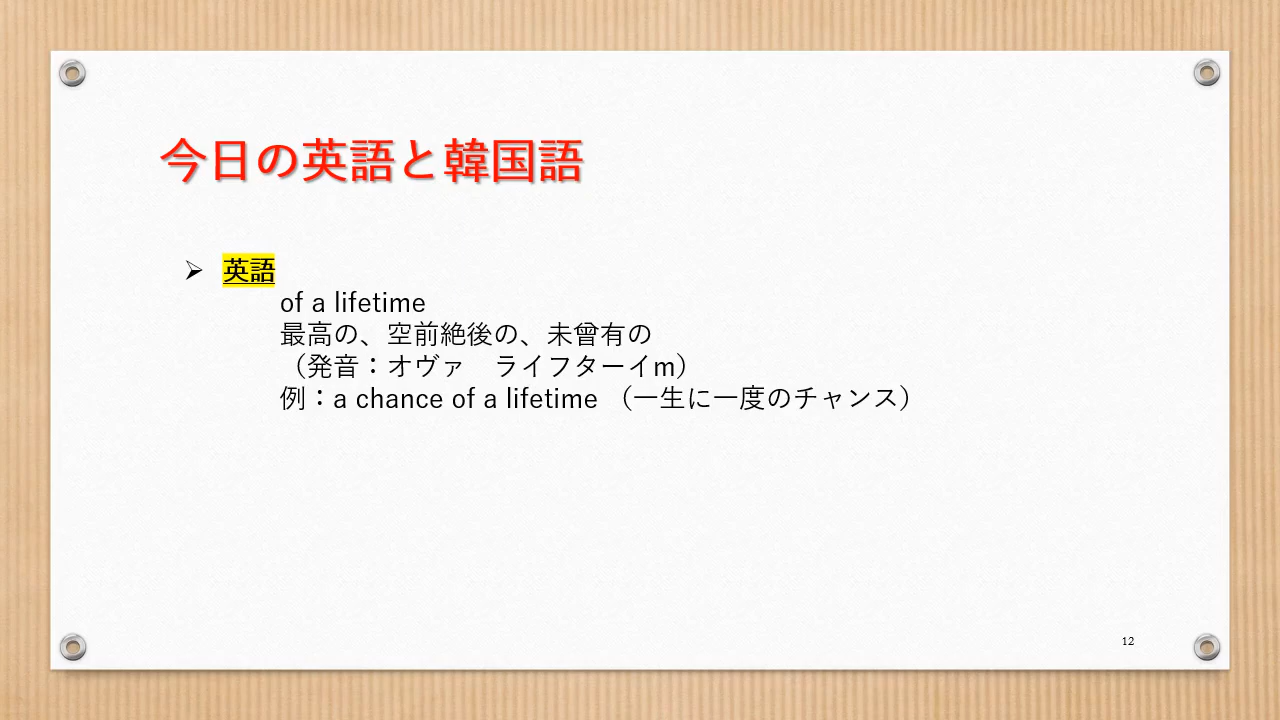 今日の英語と韓国語
➢ 英語
of a lifetime
最高の、空前絶後の、未曾有の
（発音：オヴァ　ライフターイm）
例：a chance of a lifetime （一生に一度のチャンス）
12